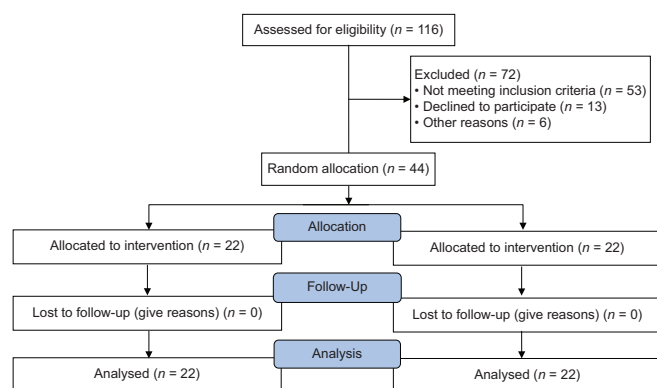 Assessed for eligibility (n = 116)
Excluded (n = 72)
• Not meeting inclusion criteria (n = 53)
• Declined to participate (n = 13)
• Other reasons (n = 6)
Random allocation (n = 44)
Allocation
Allocated to intervention (n = 22)
Allocated to intervention (n = 22)
Follow-Up
Lost to follow-up (give reasons) (n = 0)
Lost to follow-up (give reasons) (n = 0)
Analysis
Analysed (n = 22)
Analysed (n = 22)